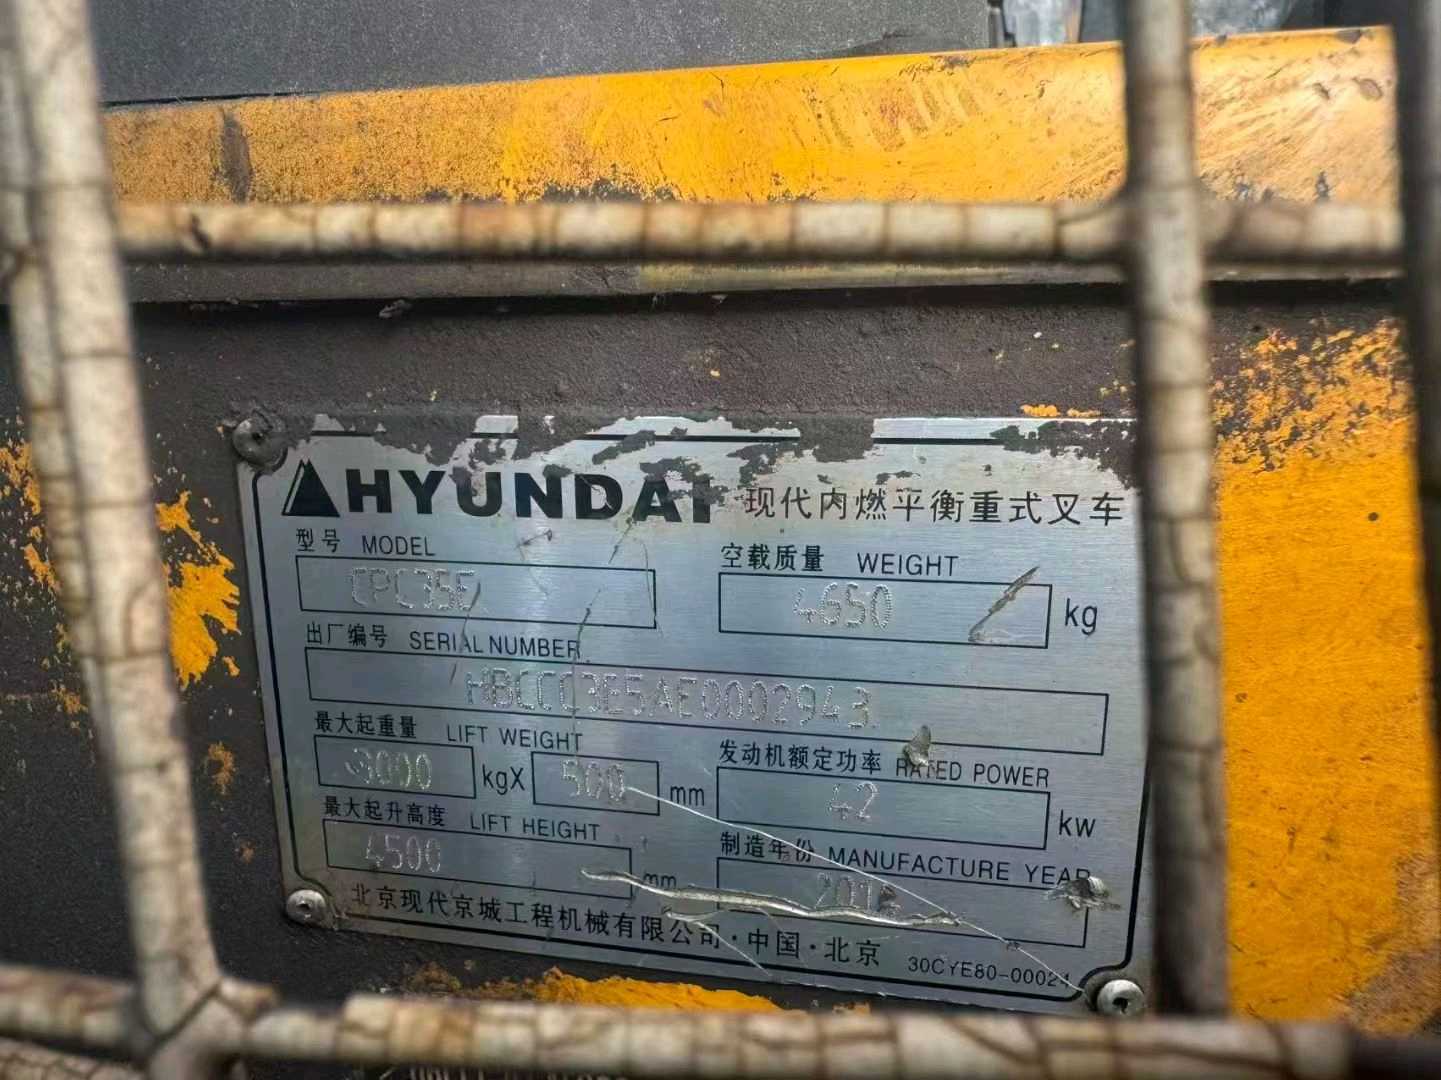 HYUNDAI 现代内燃平衡重式叉车
型号 MODEL
CPC35E
空载质量 WEIGHT
4650 kg
出厂编号 SERIAL NUMBER
HBCCC3E5AE0002943
最大起重量 LIFT WEIGHT
3000 kgX 500 mm
发动机额定功率 RATED POWER
42 kw
最大起升高度 LIFT HEIGHT
4500 mm
制造年份 MANUFACTURE YEAR
北京现代京城工程机械有限公司·中国·北京
30CYE80-00024